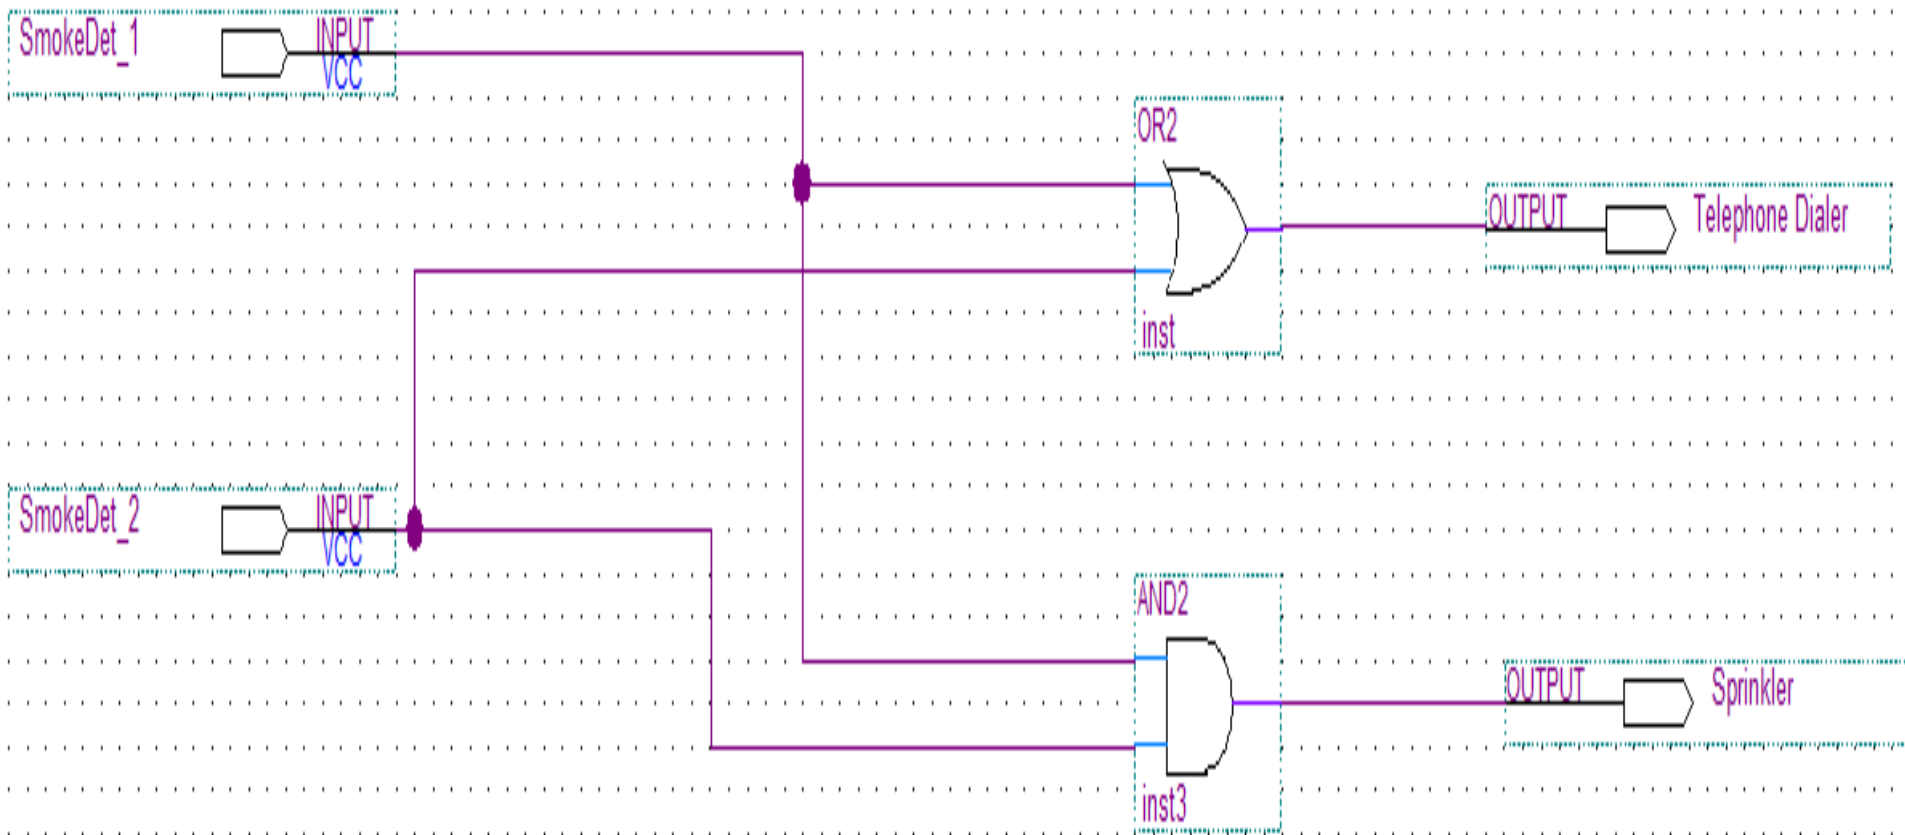 SmokeDet_1
INPUT
VCC
OR2
inst
OUTPUT
Telephone Dialer
SmokeDet_2
INPUT
VCC
AND2
inst3
OUTPUT
Sprinkler